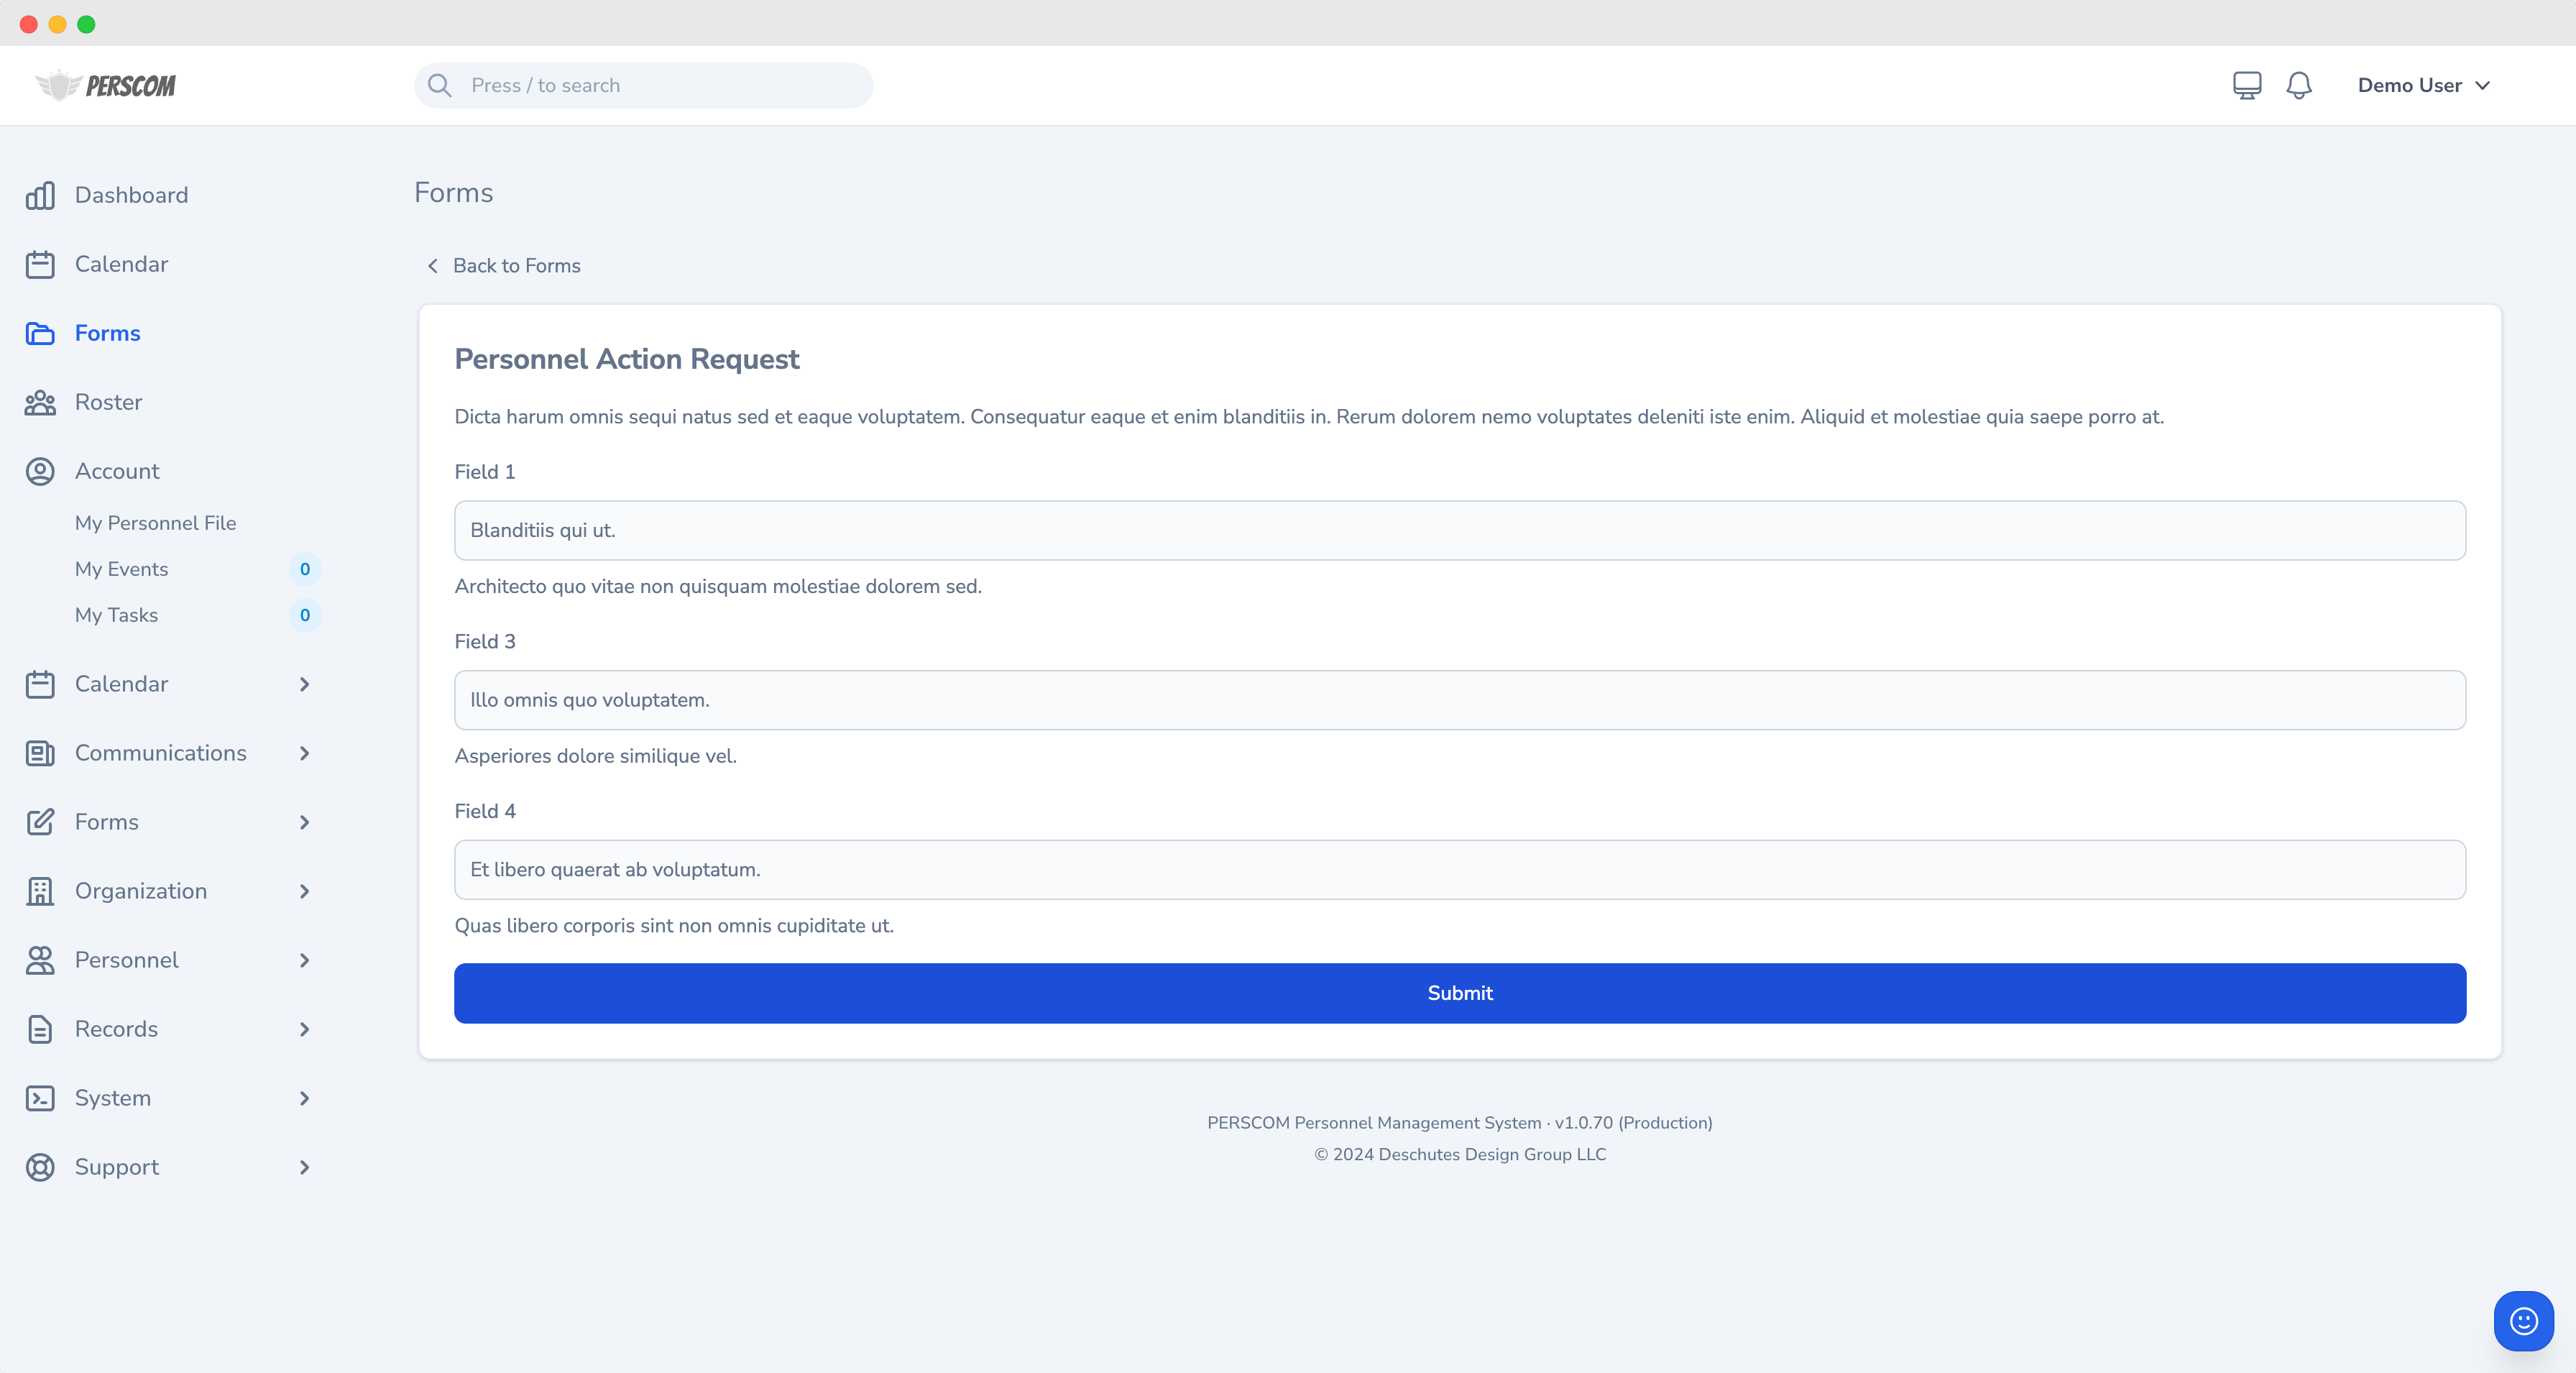 PERSCOM
Press / to search
Demo User
Dashboard
Calendar
Forms
Roster
Account
My Personnel File
My Events 0
My Tasks 0
Calendar
Communications
Forms
Organization
Personnel
Records
System
Support
Forms
Back to Forms
Personnel Action Request
Dicta harum omnis sequi natus sed et eaque voluptatem. Consequatur eaque et enim blanditiis in. Rerum dolorem nemo voluptates deleniti iste enim. Aliquid et molestiae quia saepe porro at.
Field 1
Blanditiis qui ut.
Architecto quo vitae non quisquam molestiae dolorem sed.
Field 3
Illo omnis quo voluptatem.
Asperiores dolore similique vel.
Field 4
Et libero quaerat ab voluptatum.
Quas libero corporis sint non omnis cupiditate ut.
Submit
PERSCOM Personnel Management System · v1.0.70 (Production)
© 2024 Deschutes Design Group LLC